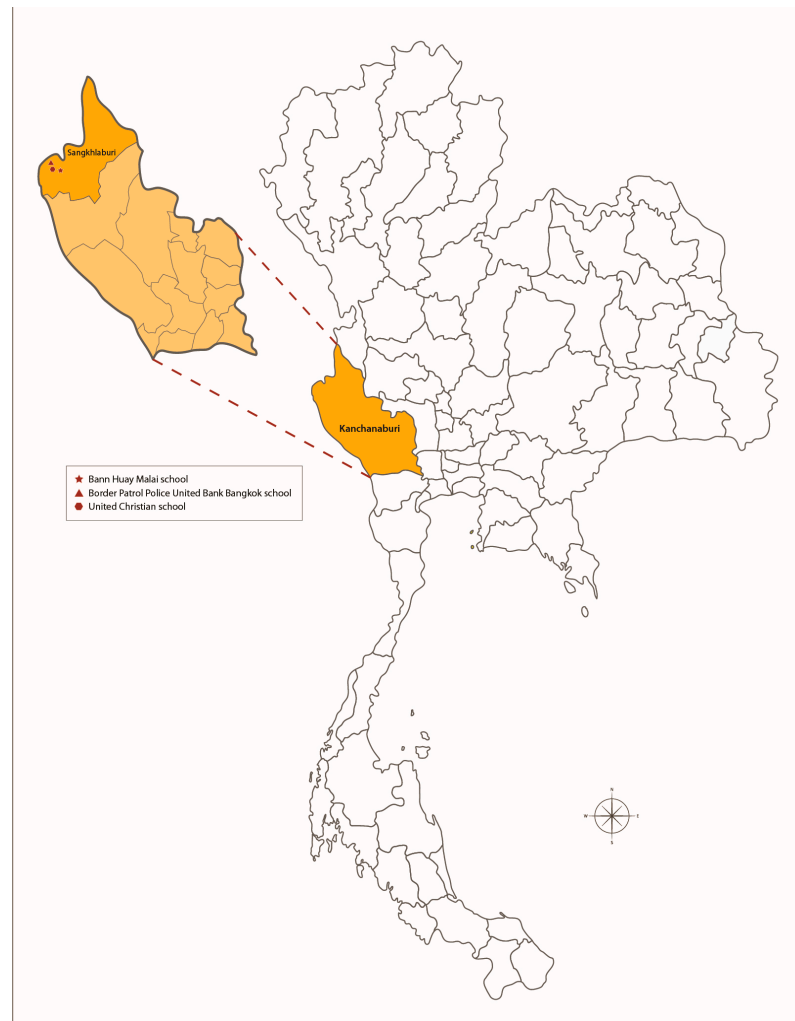 Sangkhlaburi
Kanchanaburi
Bann Huay Malai school
Border Patrol Police United Bank Bangkok school
United Christian school
N
W E
S